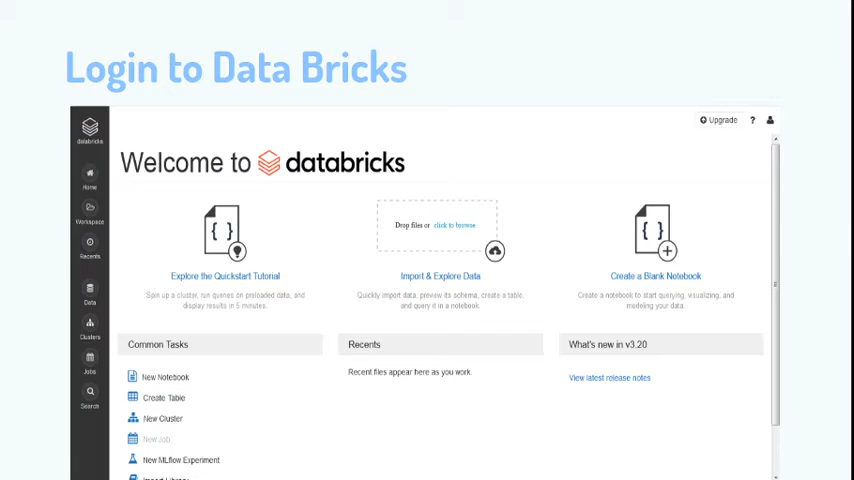 Login to Data Bricks
databricks
Upgrade ?
Welcome to databricks
Home
Workspace
Recents
Data
Clusters
Jobs
Search
{ }
Drop files or click to browse
{ }
Explore the Quickstart Tutorial
Spin up a cluster, run queries on preloaded data, and
display results in 5 minutes.
Import & Explore Data
Quickly import data, preview its schema, create a table,
and query it in a notebook.
Create a Blank Notebook
Create a notebook to start querying, visualizing, and
modeling your data.
Common Tasks
New Notebook
Create Table
New Cluster
New Job
New MLflow Experiment
Import Library
Recents
Recent files appear here as you work.
What's new in v3.20
View latest release notes